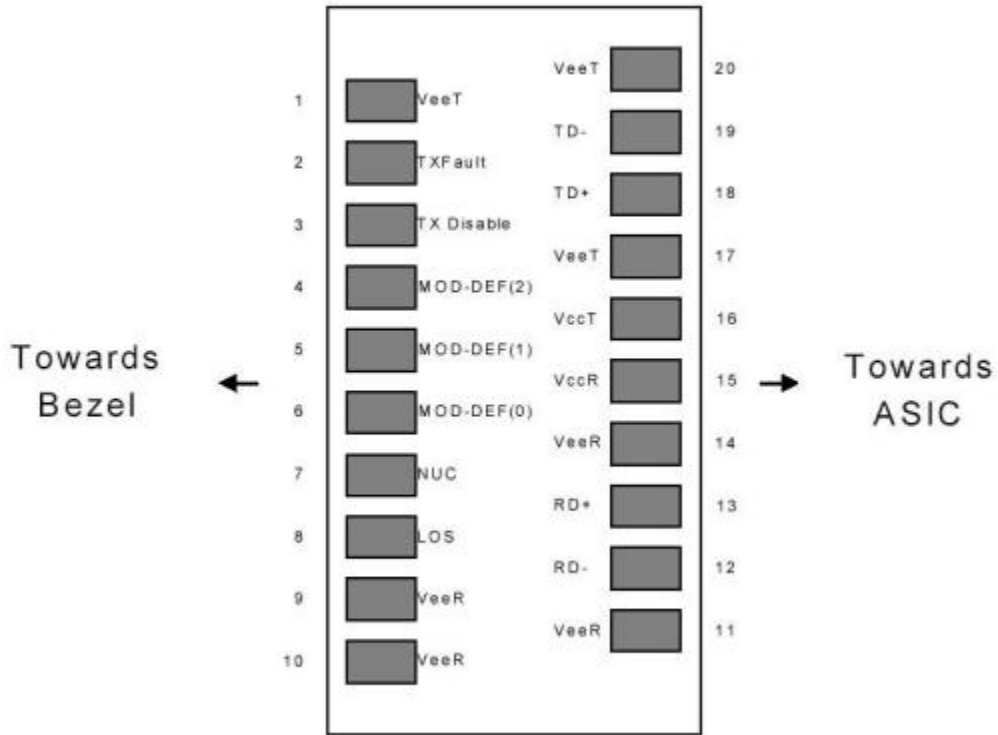 VeeT 20
1 VeeT
TD- 19
2 TXFault
TD+ 18
3 TX Disable
VeeT 17
4 MOD-DEF(2)
VccT 16
5 MOD-DEF(1)
Towards
Bezel
VccR 15
Towards
ASIC
6 MOD-DEF(0)
VeeR 14
7 NUC
RD+ 13
8 LOS
RD- 12
9 VeeR
VeeR 11
10 VeeR